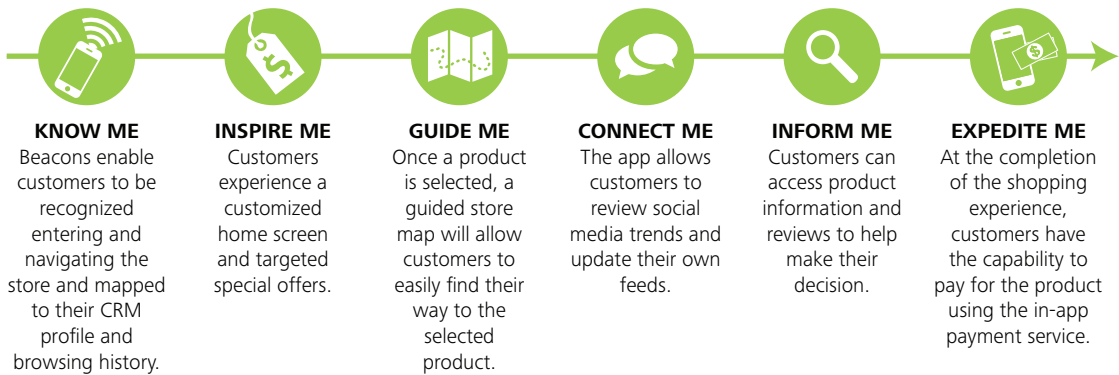 KNOW ME
Beacons enable
customers to be
recognized
entering and
navigating the
store and mapped
to their CRM
profile and
browsing history.
INSPIRE ME
Customers
experience a
customized
home screen
and targeted
special offers.
GUIDE ME
Once a product
is selected, a
guided store
map will allow
customers to
easily find their
way to the
selected
product.
CONNECT ME
The app allows
customers to
review social
media trends and
update their own
feeds.
INFORM ME
Customers can
access product
information and
reviews to help
make their
decision.
EXPEDITE ME
At the completion
of the shopping
experience,
customers have
the capability to
pay for the product
using the in-app
payment service.